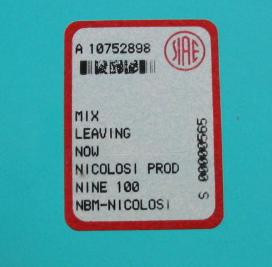 A 10752898
SIAE
MIX
LEAVING
NOW
NICOLOSI PROD
NINE 100
NBM-NICOLOSI
S 00000565